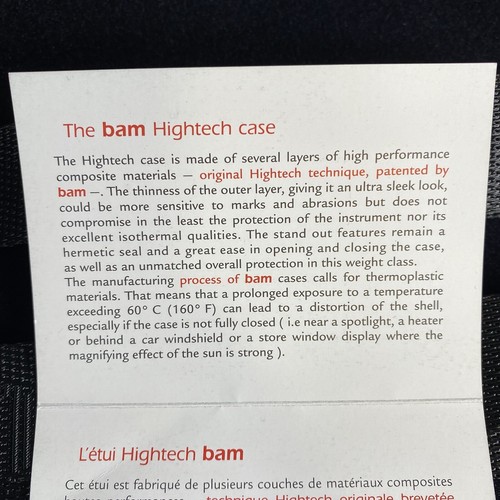 The bam Hightech case
The Hightech case is made of several layers of high performance
composite materials — original Hightech technique, patented by
bam —. The thinness of the outer layer, giving it an ultra sleek look,
could be more sensitive to marks and abrasions but does not
compromise in the least the protection of the instrument nor its
excellent isothermal qualities. The stand out features remain a
hermetic seal and a great ease in opening and closing the case,
as well as an unmatched overall protection in this weight class.
The manufacturing process of bam cases calls for thermoplastic
materials. That means that a prolonged exposure to a temperature
exceeding 60° C (160° F) can lead to a distortion of the shell,
especially if the case is not fully closed ( i.e near a spotlight, a heater
or behind a car windshield or a store window display where the
magnifying effect of the sun is strong ).
L'étui Hightech bam
Cet étui est fabriqué de plusieurs couches de matériaux composites
hautes performances — technique Hightech originale brevetée